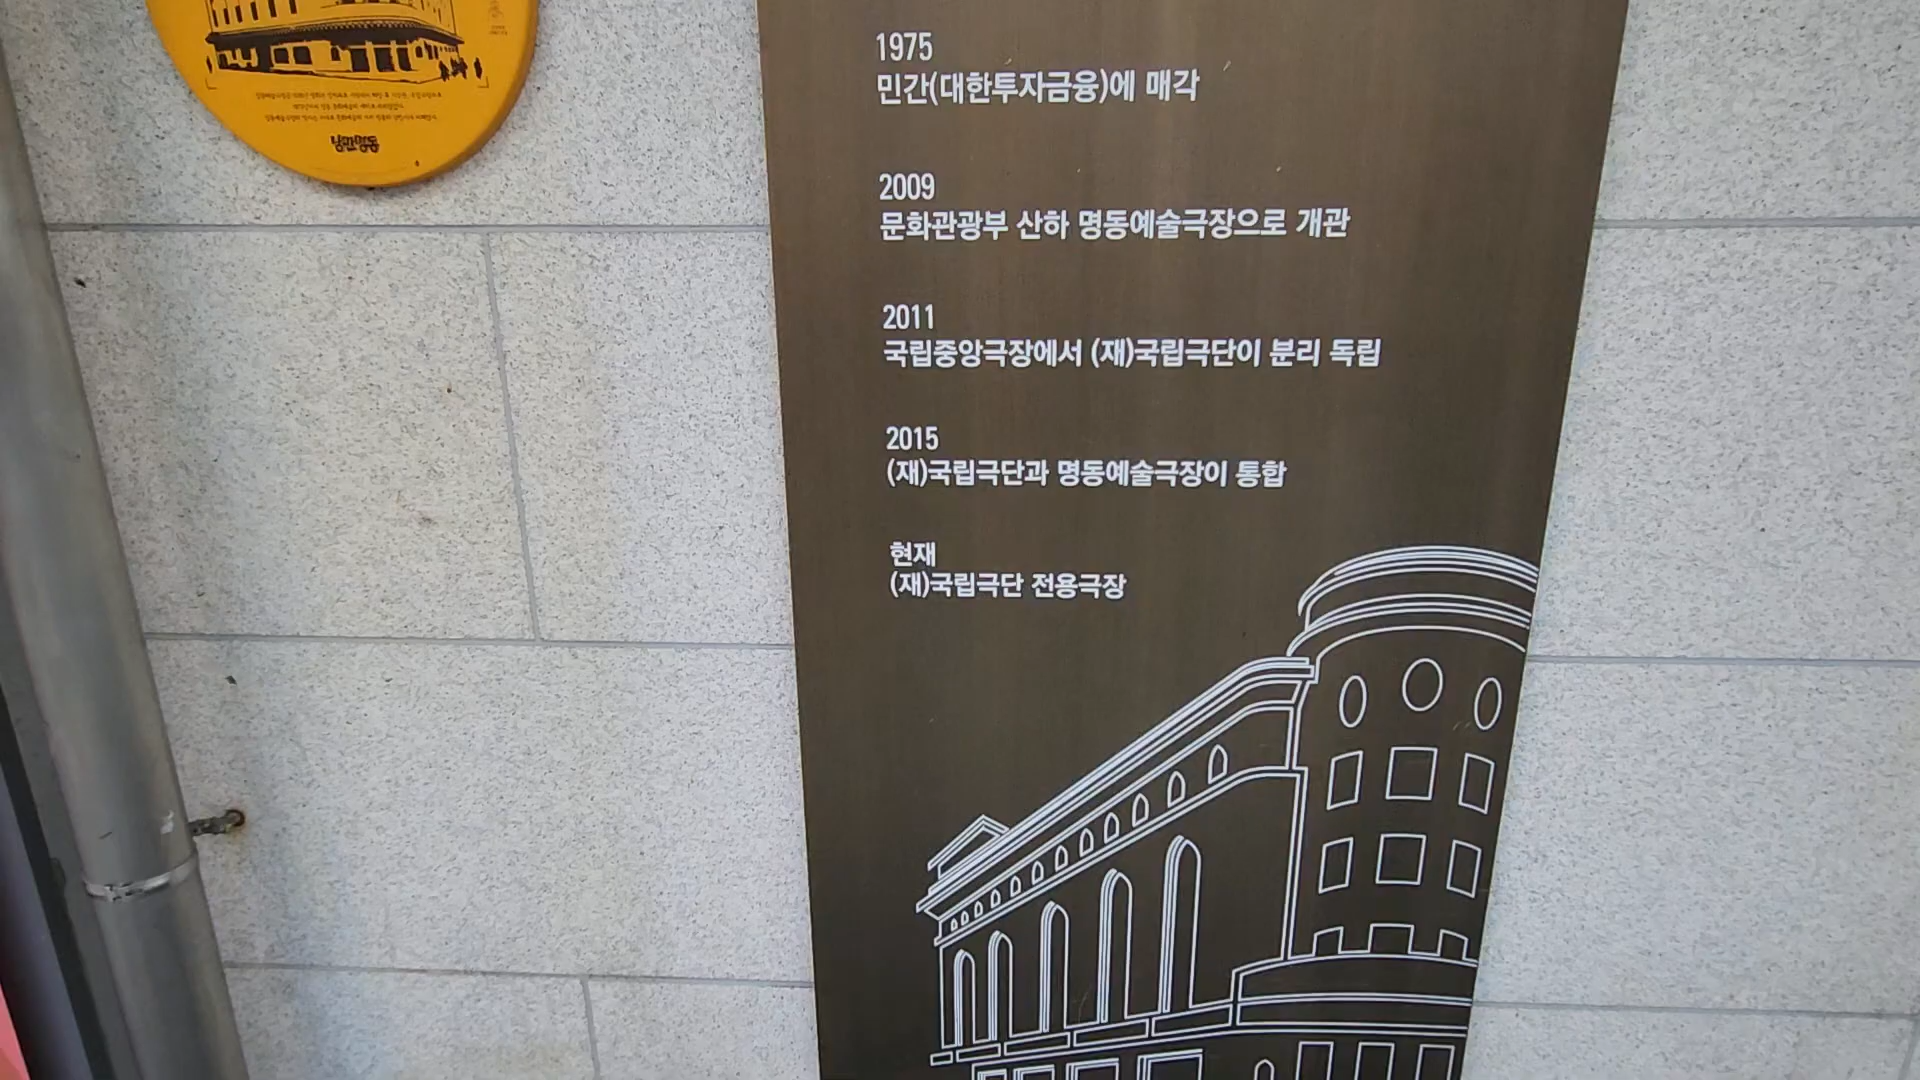 낭만명동
1975
민간(대한투자금융)에 매각
2009
문화관광부 산하 명동예술극장으로 개관
2011
국립중앙극장에서 (재)국립극단이 분리 독립
2015
(재)국립극단과 명동예술극장이 통합
현재
(재)국립극단 전용극장